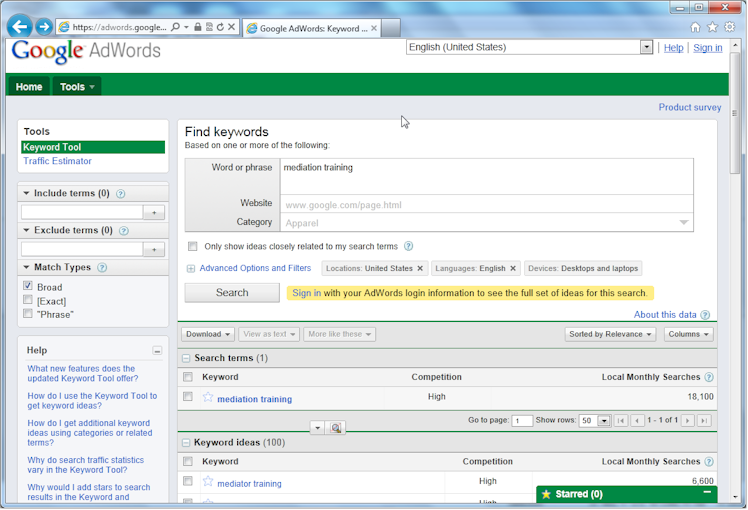 https://adwords.google...
Google AdWords: Keyword ...
Google AdWords
English (United States)
Help
Sign in
Home
Tools
Product survey
Tools
Keyword Tool
Traffic Estimator
Include terms (0)
+
Exclude terms (0)
+
Match Types
Broad
[Exact]
"Phrase"
Help
What new features does the
updated Keyword Tool offer?
How do I use the Keyword Tool to
get keyword ideas?
How do I get additional keyword
ideas using categories or related
terms?
Why do search traffic statistics
vary in the Keyword Tool?
Why would I add stars to search
results in the Keyword and
Find keywords
Based on one or more of the following:
Word or phrase mediation training
Website www.google.com/page.html
Category Apparel
Only show ideas closely related to my search terms
Advanced Options and Filters Locations: United States Languages: English Devices: Desktops and laptops
Search Sign in with your AdWords login information to see the full set of ideas for this search.
About this data
Download View as text More like these Sorted by Relevance Columns
Search terms (1)
Keyword Competition Local Monthly Searches
mediation training High 18,100
Go to page: 1 Show rows: 50 1 - 1 of 1
Keyword ideas (100)
Keyword Competition Local Monthly Searches
mediator training High 6,600
Starred (0)